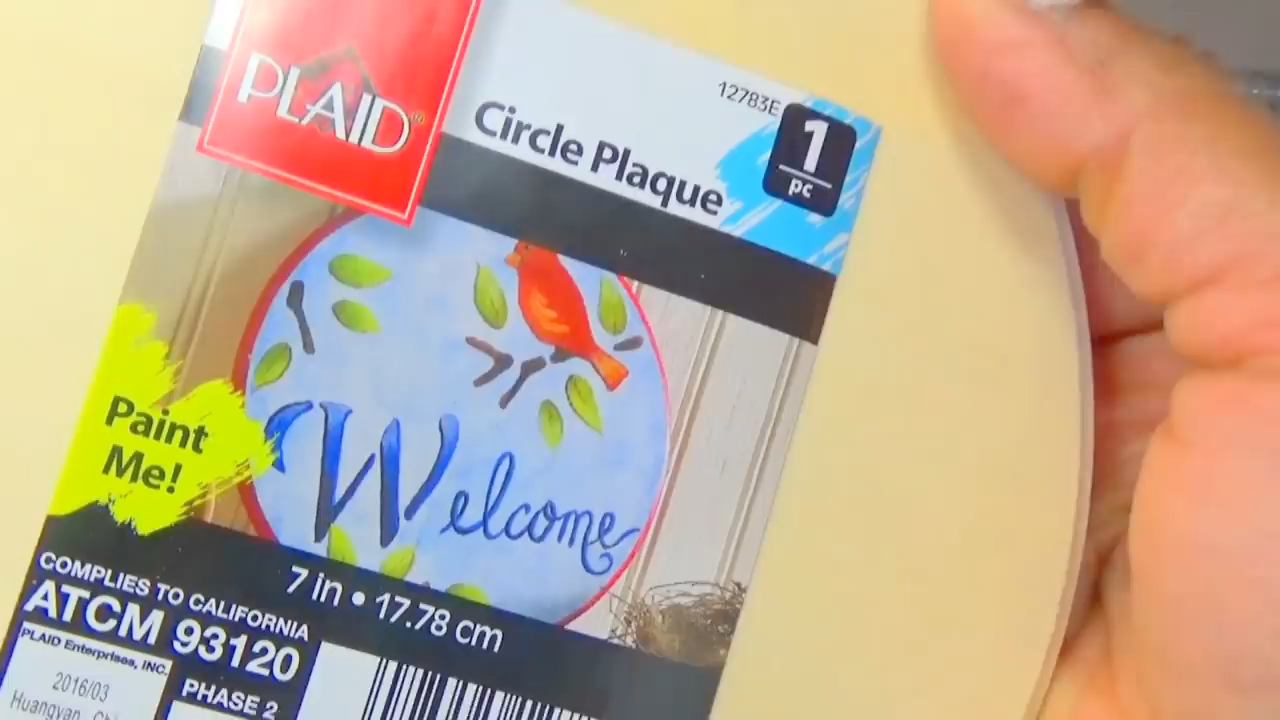 PLAID®
12783E
Circle Plaque
1
pc
Welcome
Paint
Me!
7 in • 17.78 cm
COMPLIES TO CALIFORNIA
ATCM 93120
PLAID Enterprises, INC.
PHASE 2
2016/03
Huangyan,